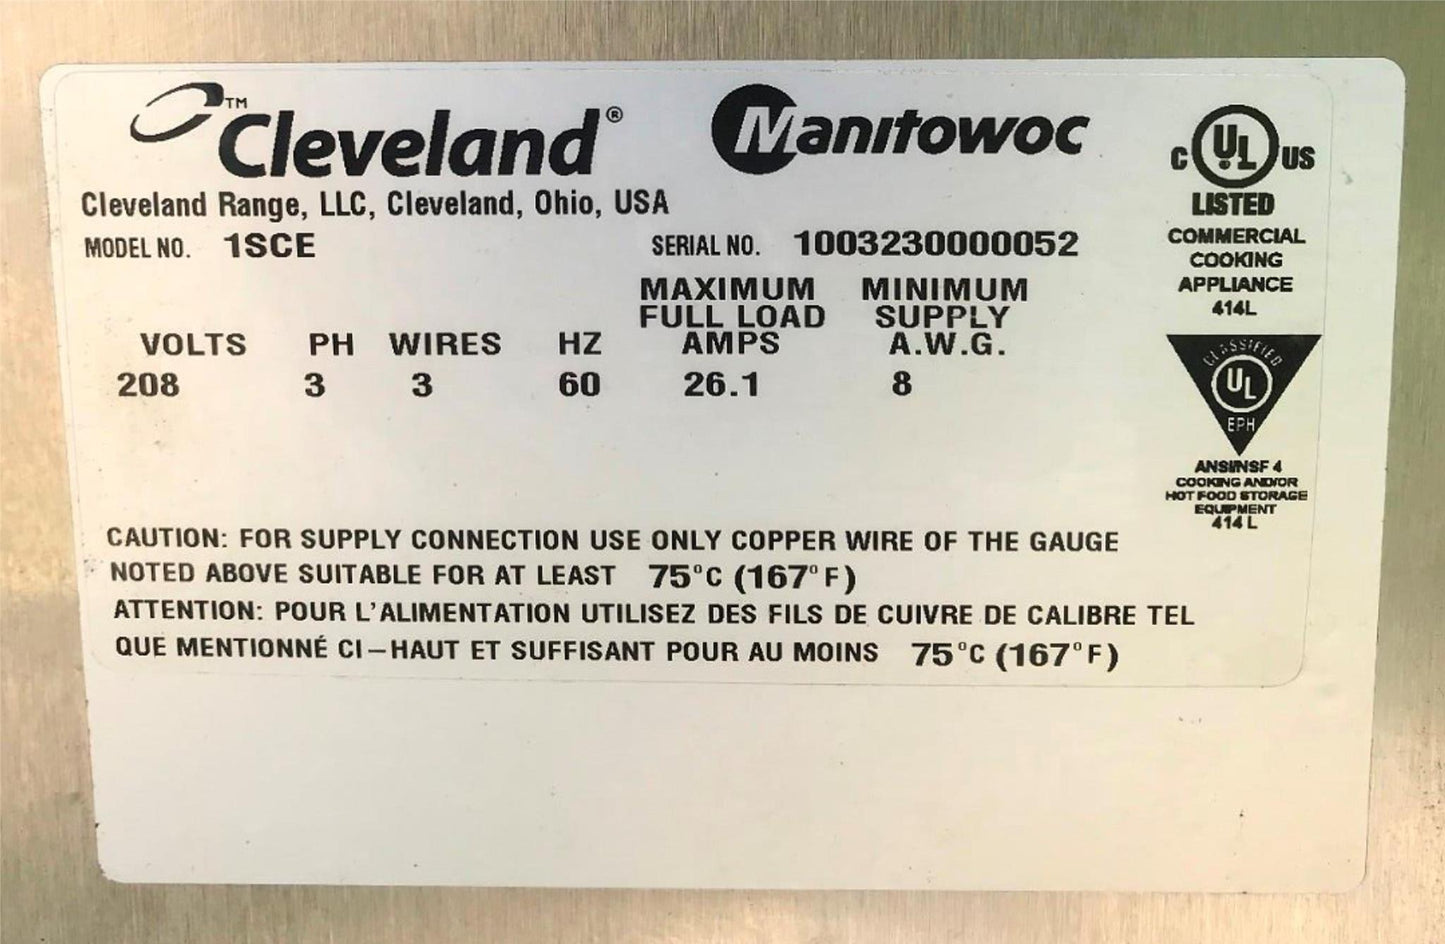 ™Cleveland® Manitowoc
Cleveland Range, LLC, Cleveland, Ohio, USA
MODEL NO. 1SCE SERIAL NO. 1003230000052
MAXIMUM MINIMUM
FULL LOAD SUPPLY
VOLTS PH WIRES HZ AMPS A.W.G.
208 3 3 60 26.1 8
CAUTION: FOR SUPPLY CONNECTION USE ONLY COPPER WIRE OF THE GAUGE
NOTED ABOVE SUITABLE FOR AT LEAST 75°C (167°F)
ATTENTION: POUR L'ALIMENTATION UTILISEZ DES FILS DE CUIVRE DE CALIBRE TEL
QUE MENTIONNÉ CI–HAUT ET SUFFISANT POUR AU MOINS 75°C (167°F)
C UL US
LISTED
COMMERCIAL
COOKING
APPLIANCE
414L
CLASSIFIED
UL
EPH
ANSI/NSF 4
COOKING AND/OR
HOT FOOD STORAGE
EQUIPMENT
414 L